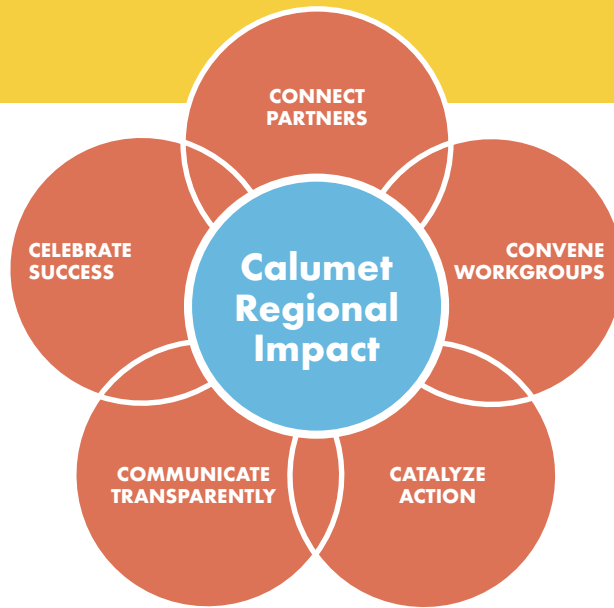 CONNECT
PARTNERS
CELEBRATE
SUCCESS
CONVENE
WORKGROUPS
Calumet
Regional
Impact
COMMUNICATE
TRANSPARENTLY
CATALYZE
ACTION